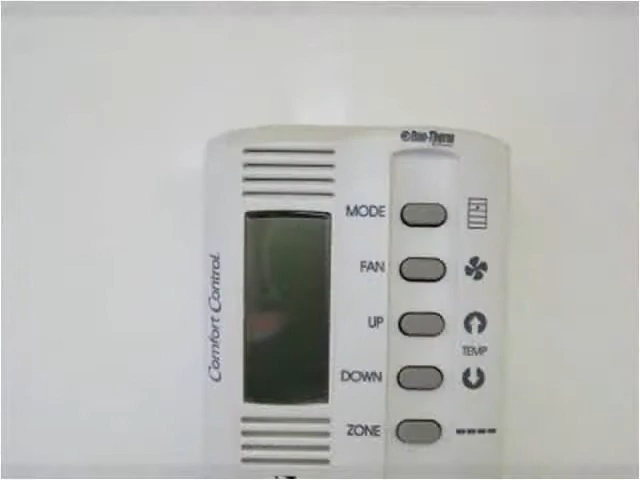 Duo-Therm
MODE
FAN
UP
TEMP
DOWN
ZONE
Comfort Control